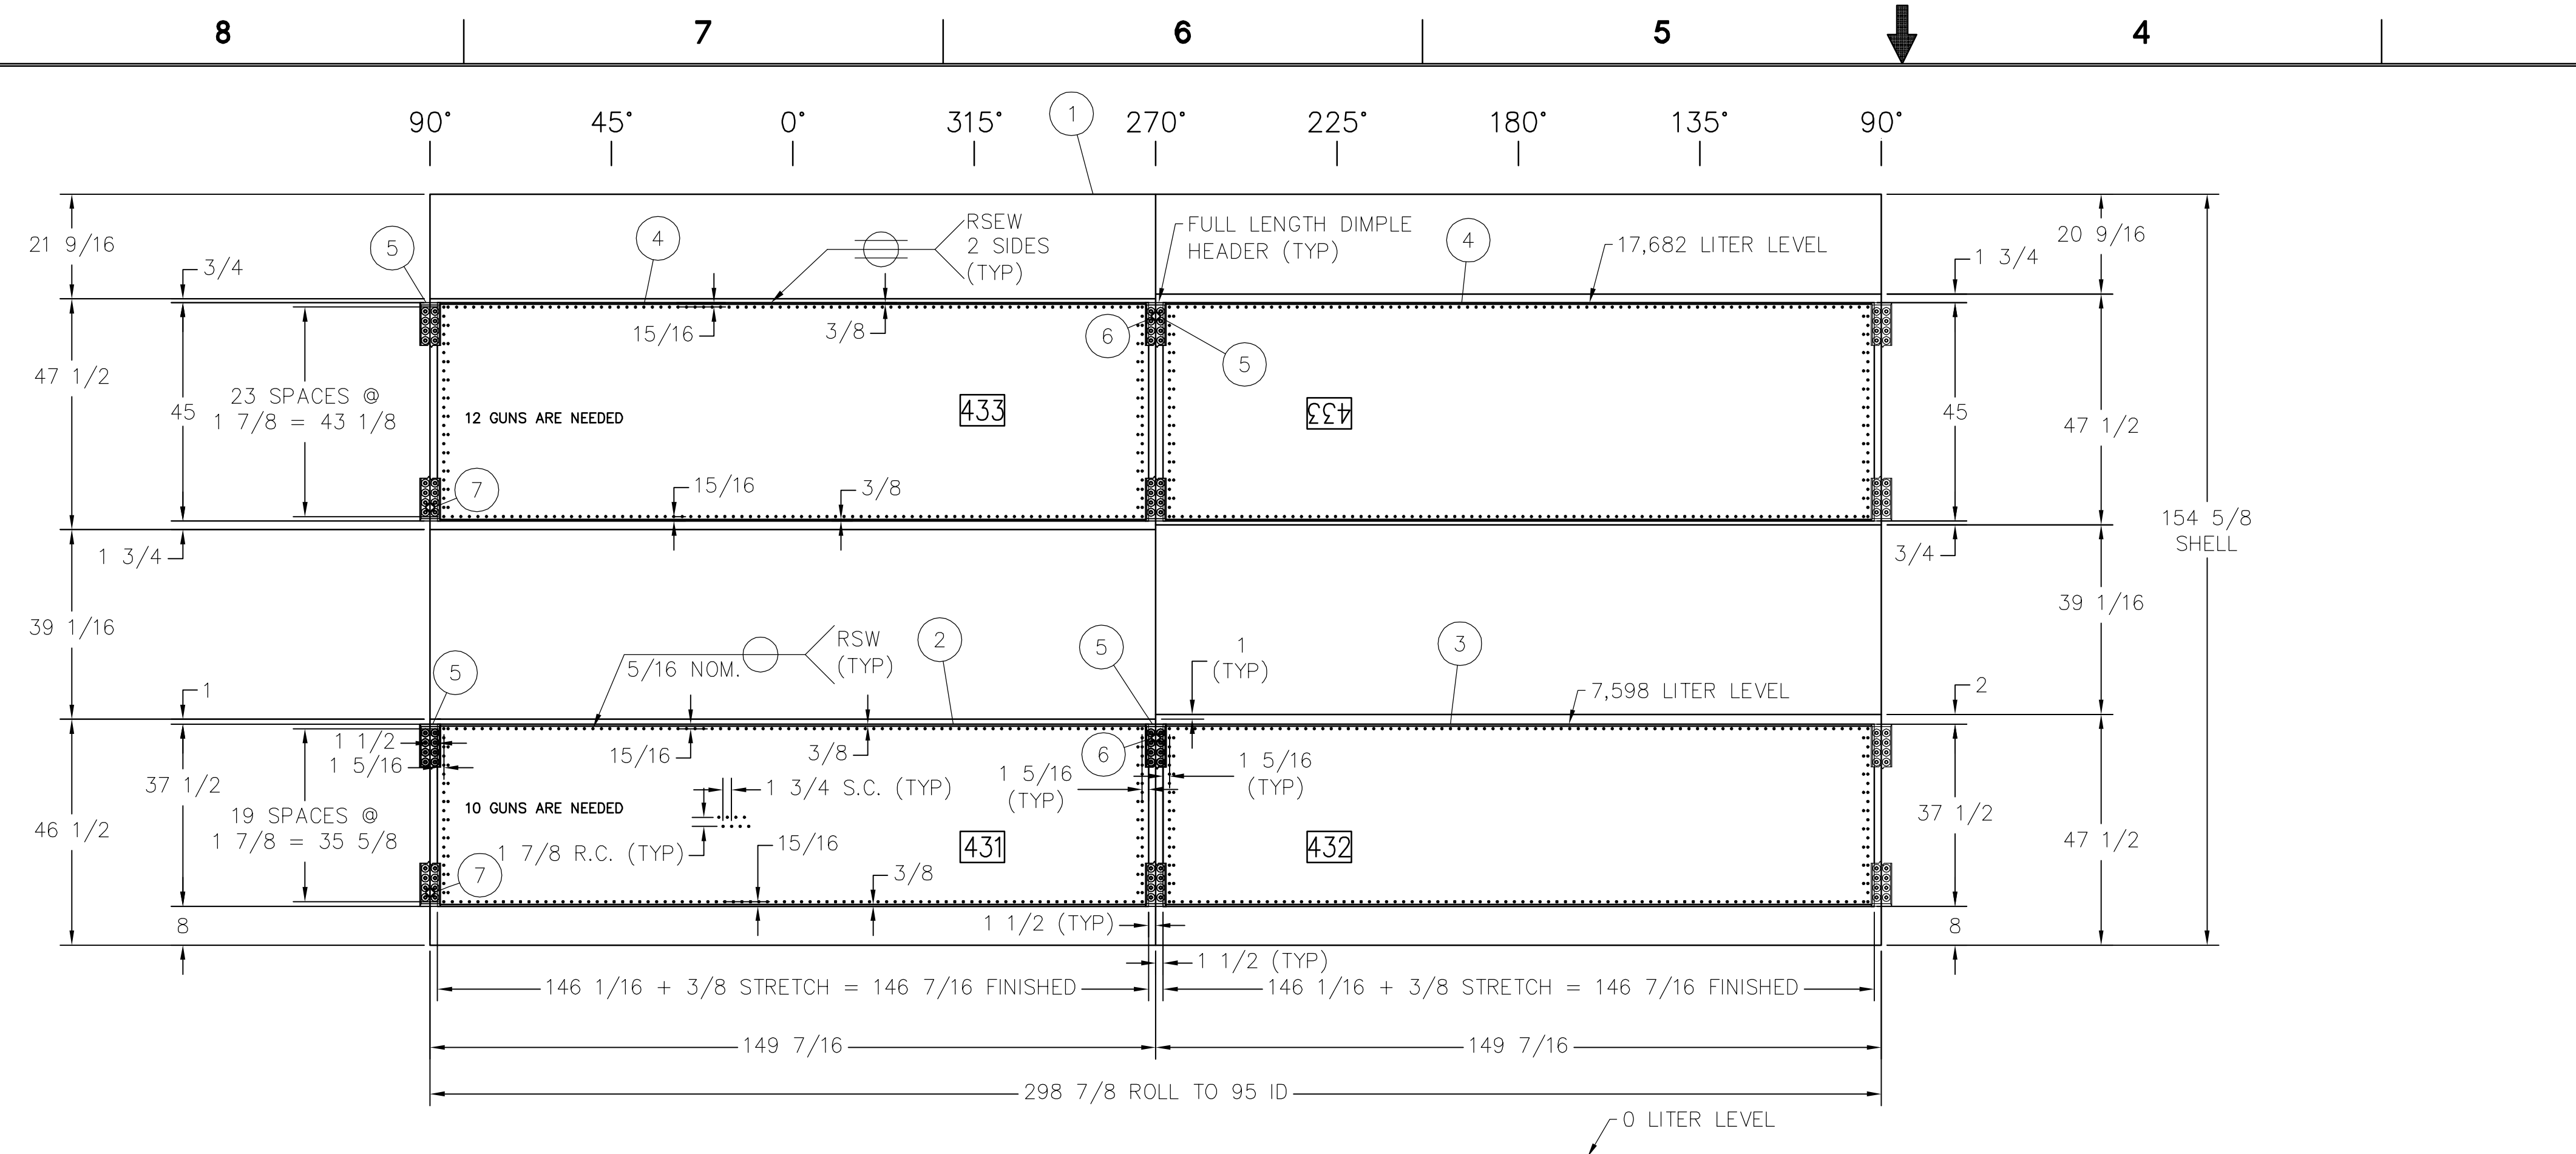 8 7 6 5 4
90° 45° 0° 315° 270° 225° 180° 135° 90°
1
21 9/16
3/4
5
4
RSEW
2 SIDES
(TYP)
FULL LENGTH DIMPLE
HEADER (TYP)
4
17,682 LITER LEVEL
1 3/4
20 9/16
15/16
3/8
6
5
47 1/2
45
23 SPACES @
1 7/8 = 43 1/8
12 GUNS ARE NEEDED
433
433
45
47 1/2
7
15/16
3/8
1 3/4
3/4
154 5/8
SHELL
39 1/16
39 1/16
5
5/16 NOM.
RSW
(TYP)
2
5
1
(TYP)
3
7,598 LITER LEVEL
1
2
1 1/2
1 5/16
15/16
3/8
6
1 5/16
(TYP)
1 5/16
(TYP)
37 1/2
46 1/2
19 SPACES @
1 7/8 = 35 5/8
10 GUNS ARE NEEDED
1 3/4 S.C. (TYP)
1 7/8 R.C. (TYP)
15/16
3/8
431
432
37 1/2
47 1/2
7
8
1 1/2 (TYP)
8
1 1/2 (TYP)
146 1/16 + 3/8 STRETCH = 146 7/16 FINISHED
146 1/16 + 3/8 STRETCH = 146 7/16 FINISHED
149 7/16
149 7/16
298 7/8 ROLL TO 95 ID
0 LITER LEVEL